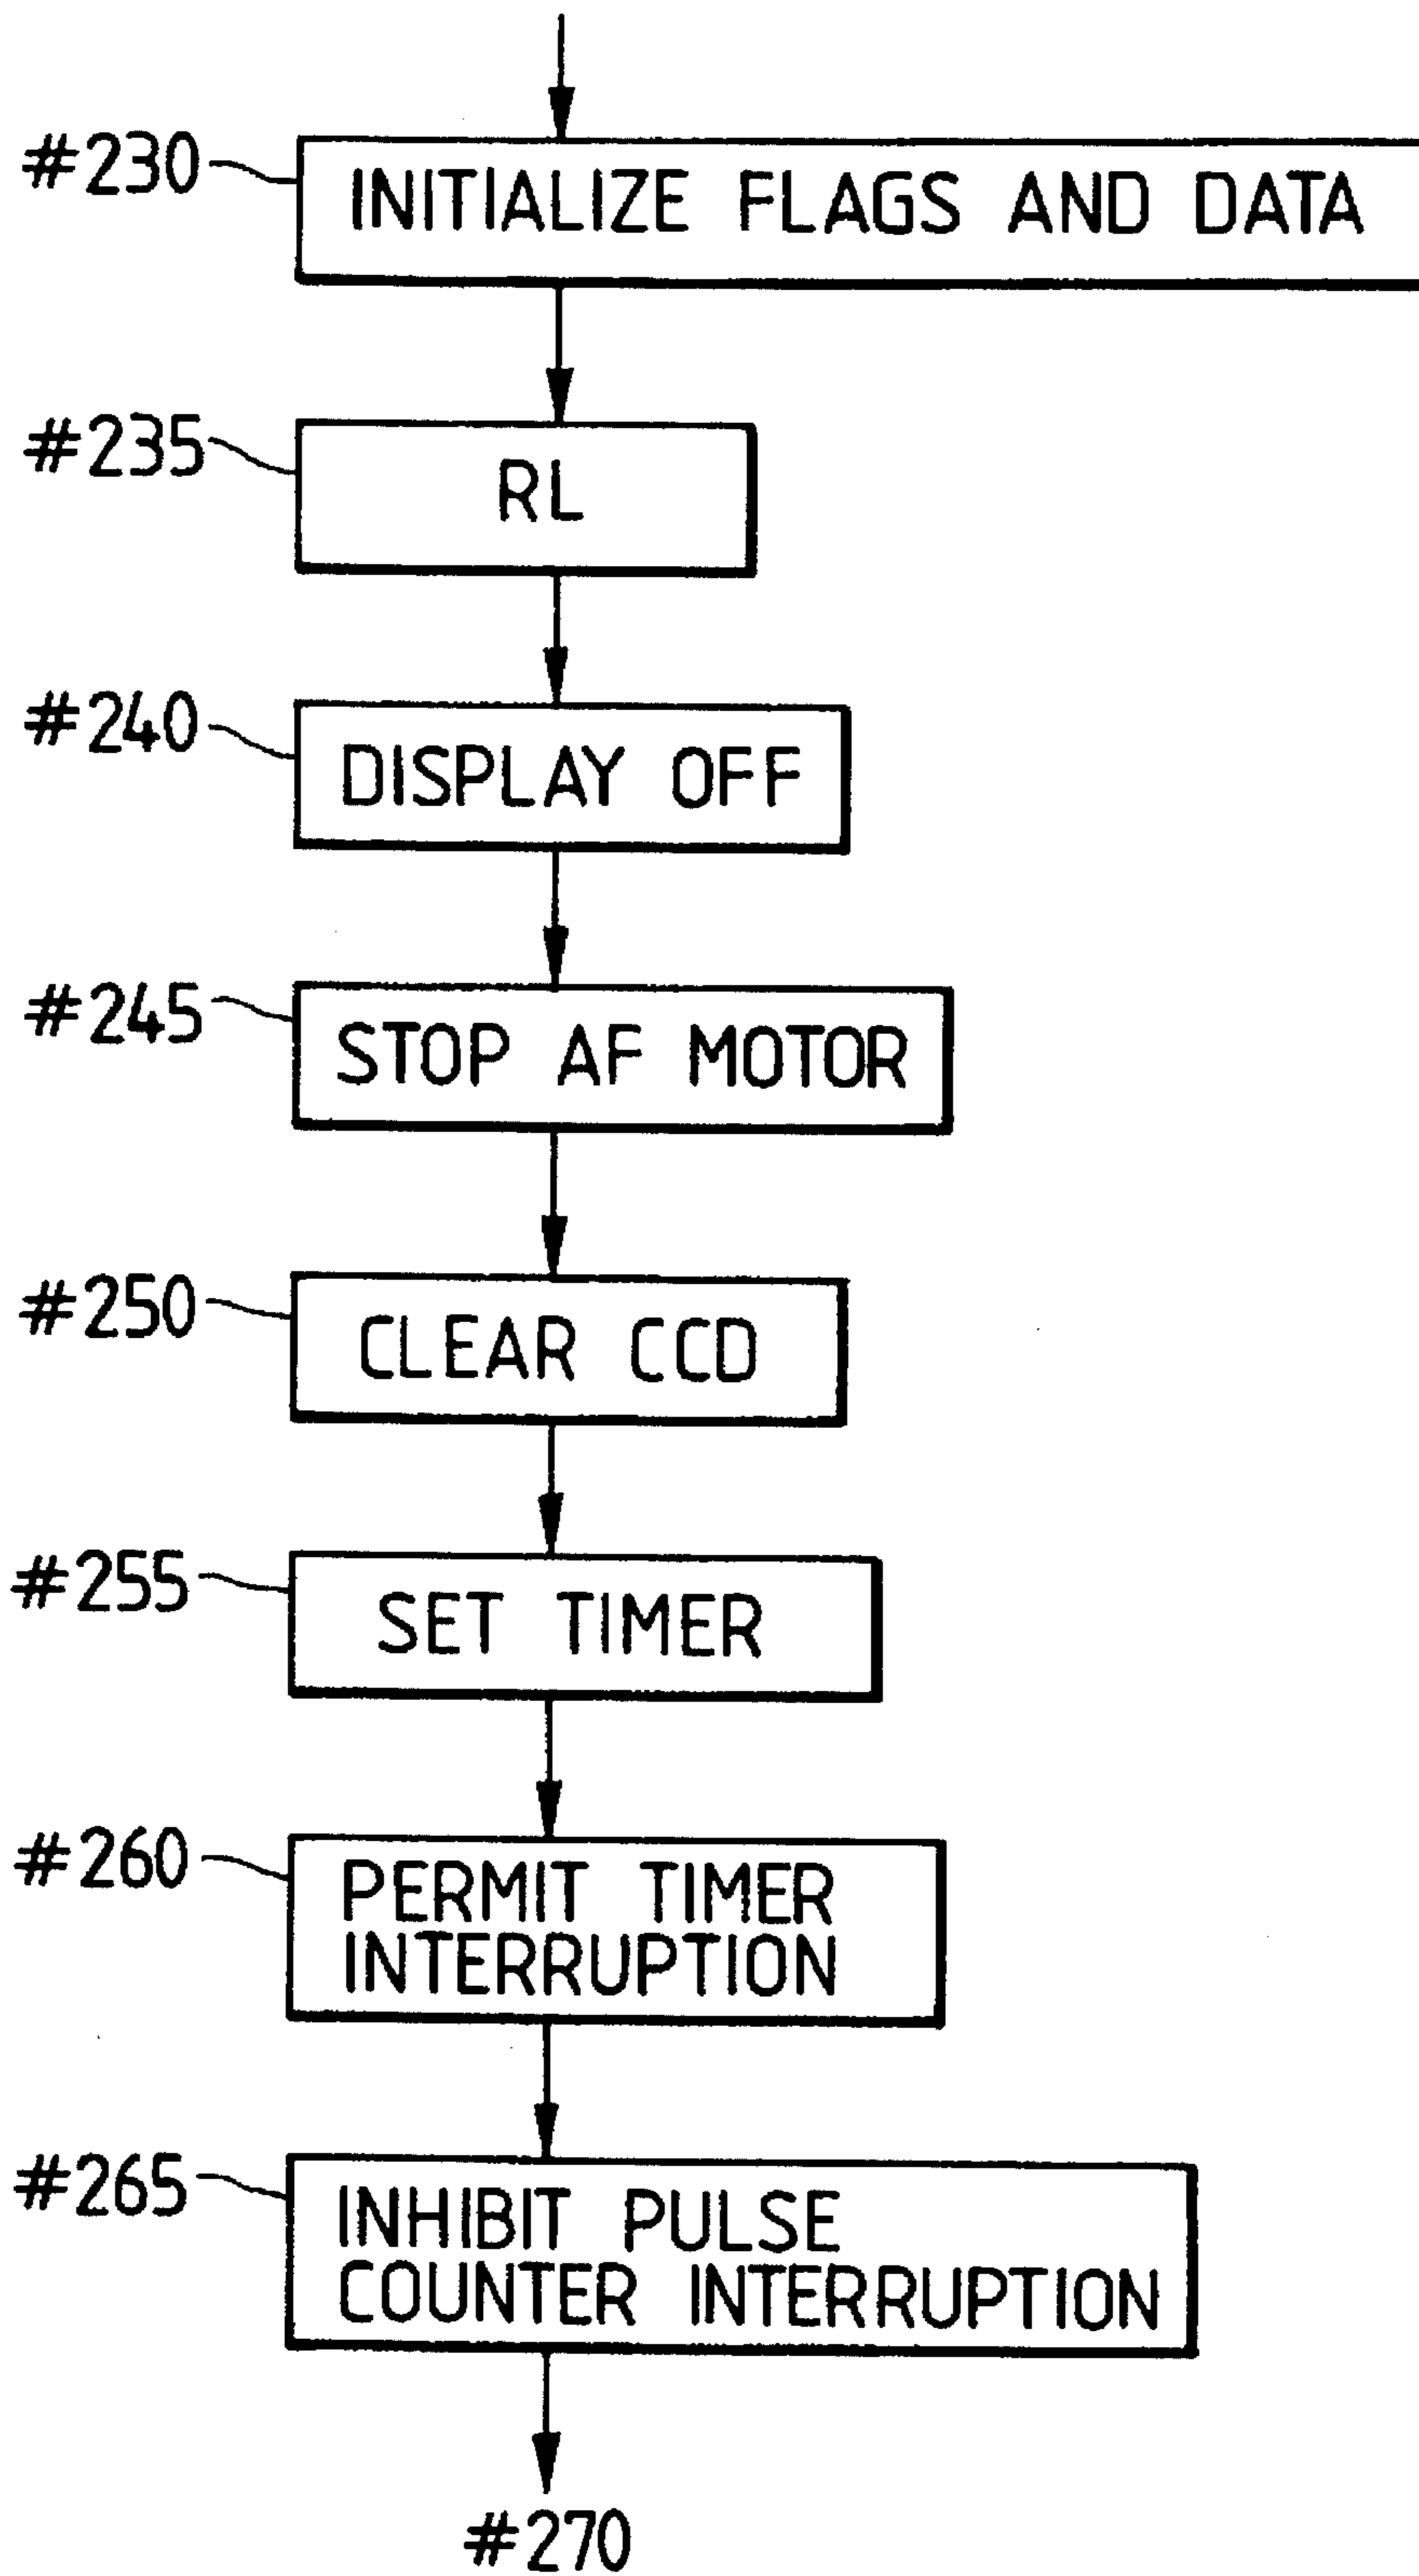 #230
INITIALIZE FLAGS AND DATA
#235
RL
#240
DISPLAY OFF
#245
STOP AF MOTOR
#250
CLEAR CCD
#255
SET TIMER
#260
PERMIT TIMER
INTERRUPTION
#265
INHIBIT PULSE
COUNTER INTERRUPTION
#270